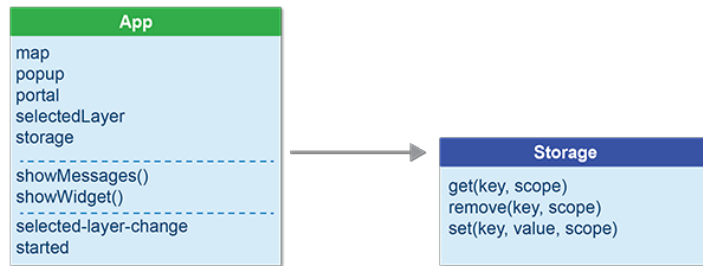 App
map
popup
portal
selectedLayer
storage
showMessages()
showWidget()
selected-layer-change
started
Storage
get(key, scope)
remove(key, scope)
set(key, value, scope)